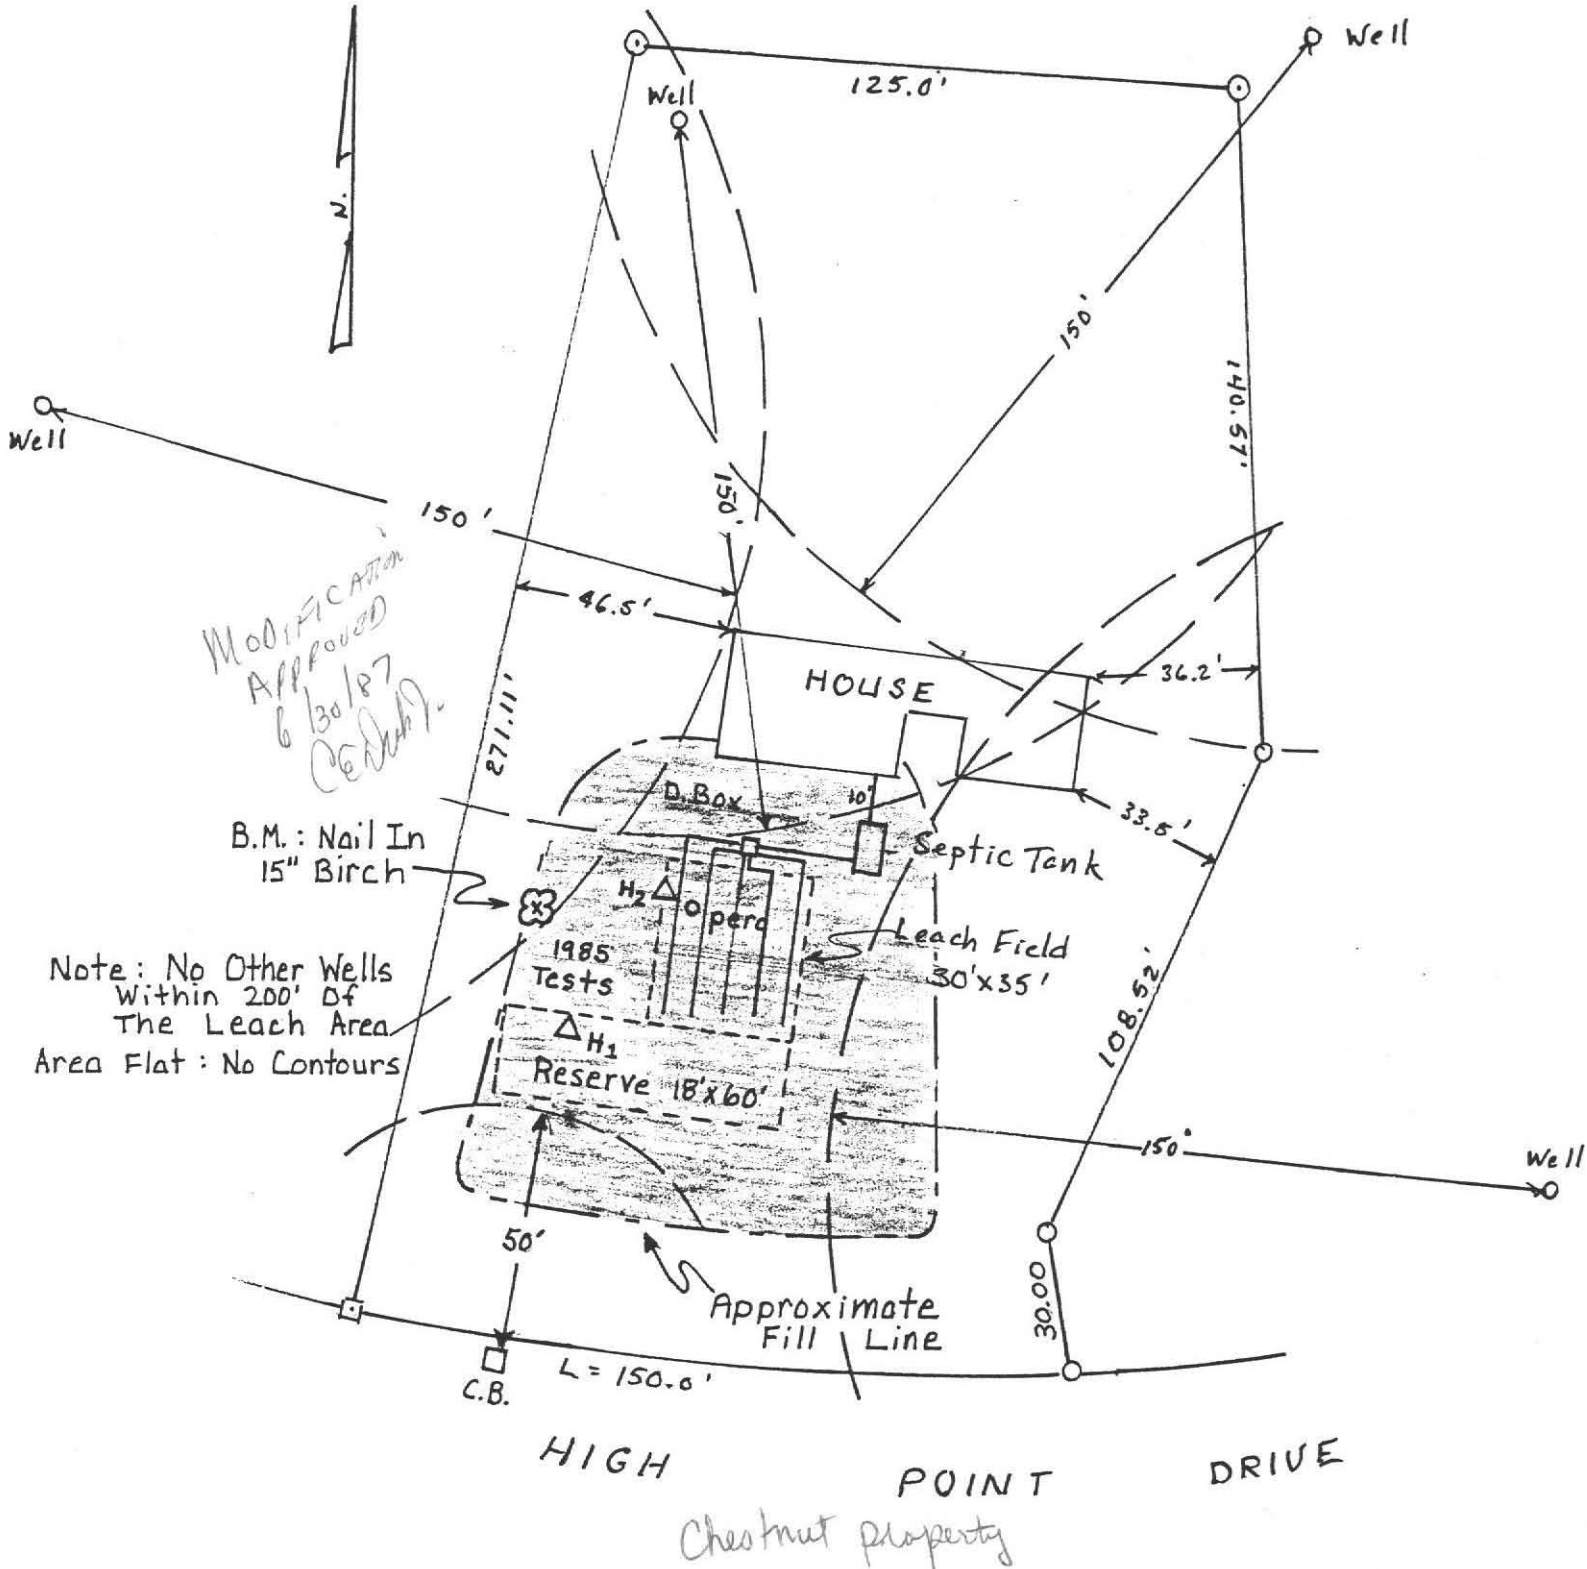 Well
Well
125.0'
N.
150'
140.57'
Well
150'
150'
46.5'
MODIFICATION
APPROVED
6/30/87
36.2'
HOUSE
271.11'
D. Box
10'
33.8'
B.M.: Nail In
15" Birch
Septic Tank
H2
perc
Leach Field
30'x35'
1985
Tests
Note: No Other Wells
Within 200' Of
The Leach Area
Area Flat: No Contours
H1
Reserve 18'x60'
108.52'
150'
Well
50'
Approximate
Fill Line
30.00
L = 150.0'
C.B.
HIGH POINT DRIVE
Chestnut property